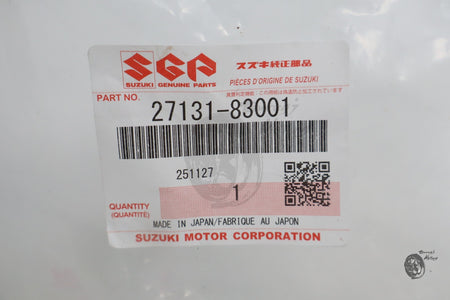 SGP
スズキ純正部品
SUZUKI GENUINE PARTS
PIÈCES D'ORIGINE DE SUZUKI
PART NO.
27131-83001
251127
QUANTITY
(QUANTITÉ)
1
MADE IN JAPAN/FABRIQUE AU JAPON
SUZUKI MOTOR CORPORATION